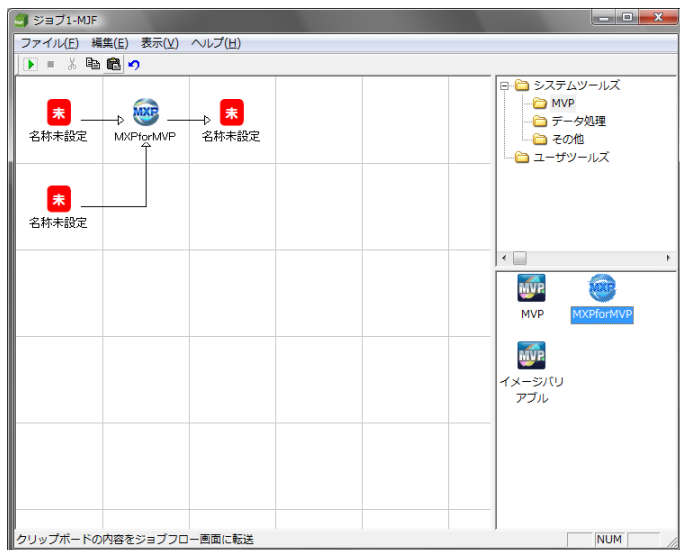 ジョブ1-MJF
ファイル(F) 編集(E) 表示(V) ヘルプ(H)
未 MXP 未
名称未設定 MXPforMVP 名称未設定
未
名称未設定
システムツールズ
MVP
データ処理
その他
ユーザツールズ
MVP MXP
MVP MXPforMVP
MVP
イメージバリ
アブル
クリップボードの内容をジョブフロー画面に転送 NUM